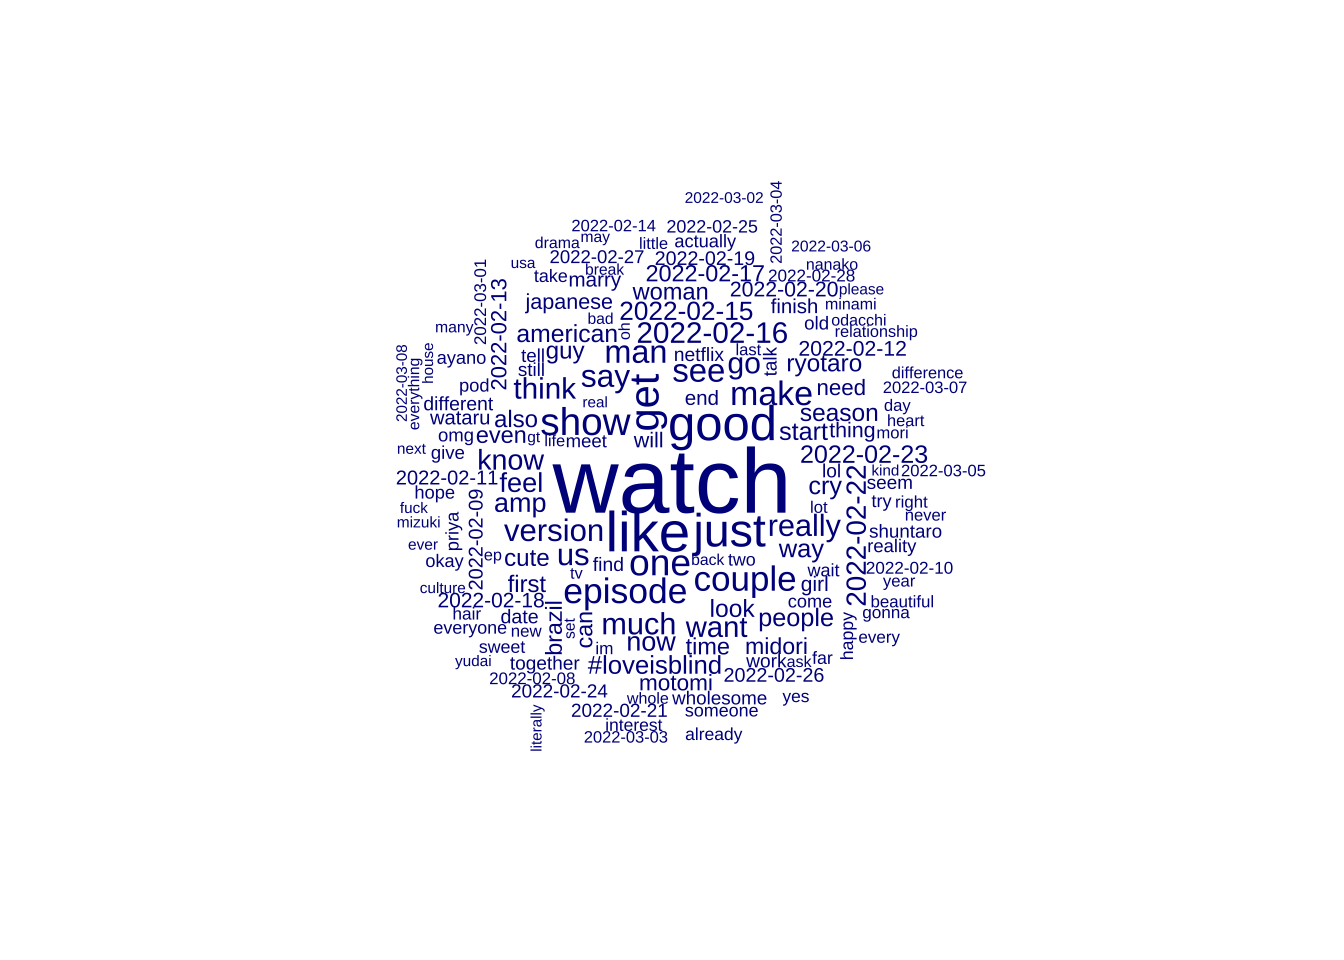 2022-03-02
2022-03-04
2022-02-14
2022-02-25
drama
may
little
actually
2022-03-06
usa
2022-02-27
2022-02-19
nanako
2022-03-01
take
break
marry
2022-02-17
2022-02-28
2022-02-13
japanese
woman
2022-02-20
please
many
bad
2022-02-15
finish
minami
american
oh
2022-02-16
old
odacchi
relationship
2022-03-08
everything
house
ayano
tell
guy
man
netflix
last
talk
2022-02-12
still
say
see
go
ryotaro
difference
pod
think
real
get
end
make
need
2022-03-07
different
wataru
also
show
good
season
day
heart
omg
even
gt
life
meet
will
start
thing
mori
next
give
know
watch
2022-02-23
2022-02-11
feel
lol
kind
2022-03-05
hope
2022-02-09
amp
cry
2022-02-22
seem
fuck
lot
try
right
never
mizuki
priya
version
like
just
really
shuntaro
ever
okay
ep
cute
us
one
back
two
way
reality
culture
tv
find
wait
2022-02-10
first
episode
couple
girl
year
2022-02-18
brazil
look
come
beautiful
hair
date
set
can
much
want
people
happy
gonna
everyone
new
now
time
midori
every
sweet
im
yudai
together
#loveisblind
work
ask
far
2022-02-08
motomi
2022-02-26
2022-02-24
whole
wholesome
yes
literally
2022-02-21
someone
interest
2022-03-03
already